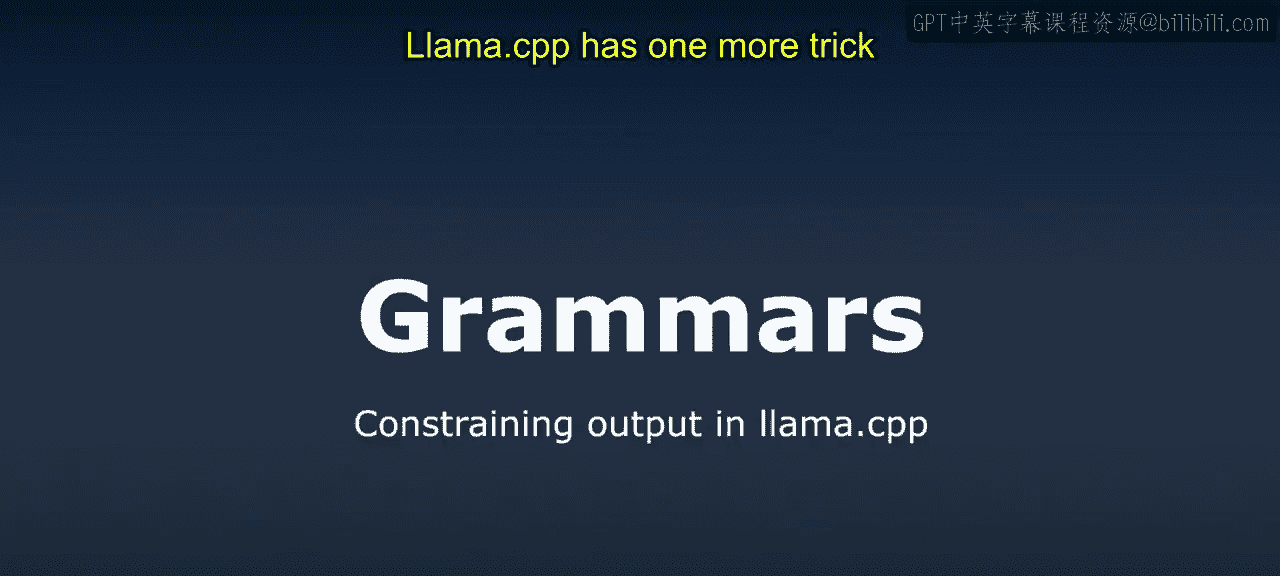 GPT中英字幕课程资源@bilibili.com
Llama.cpp has one more trick
Grammars
Constraining output in llama.cpp